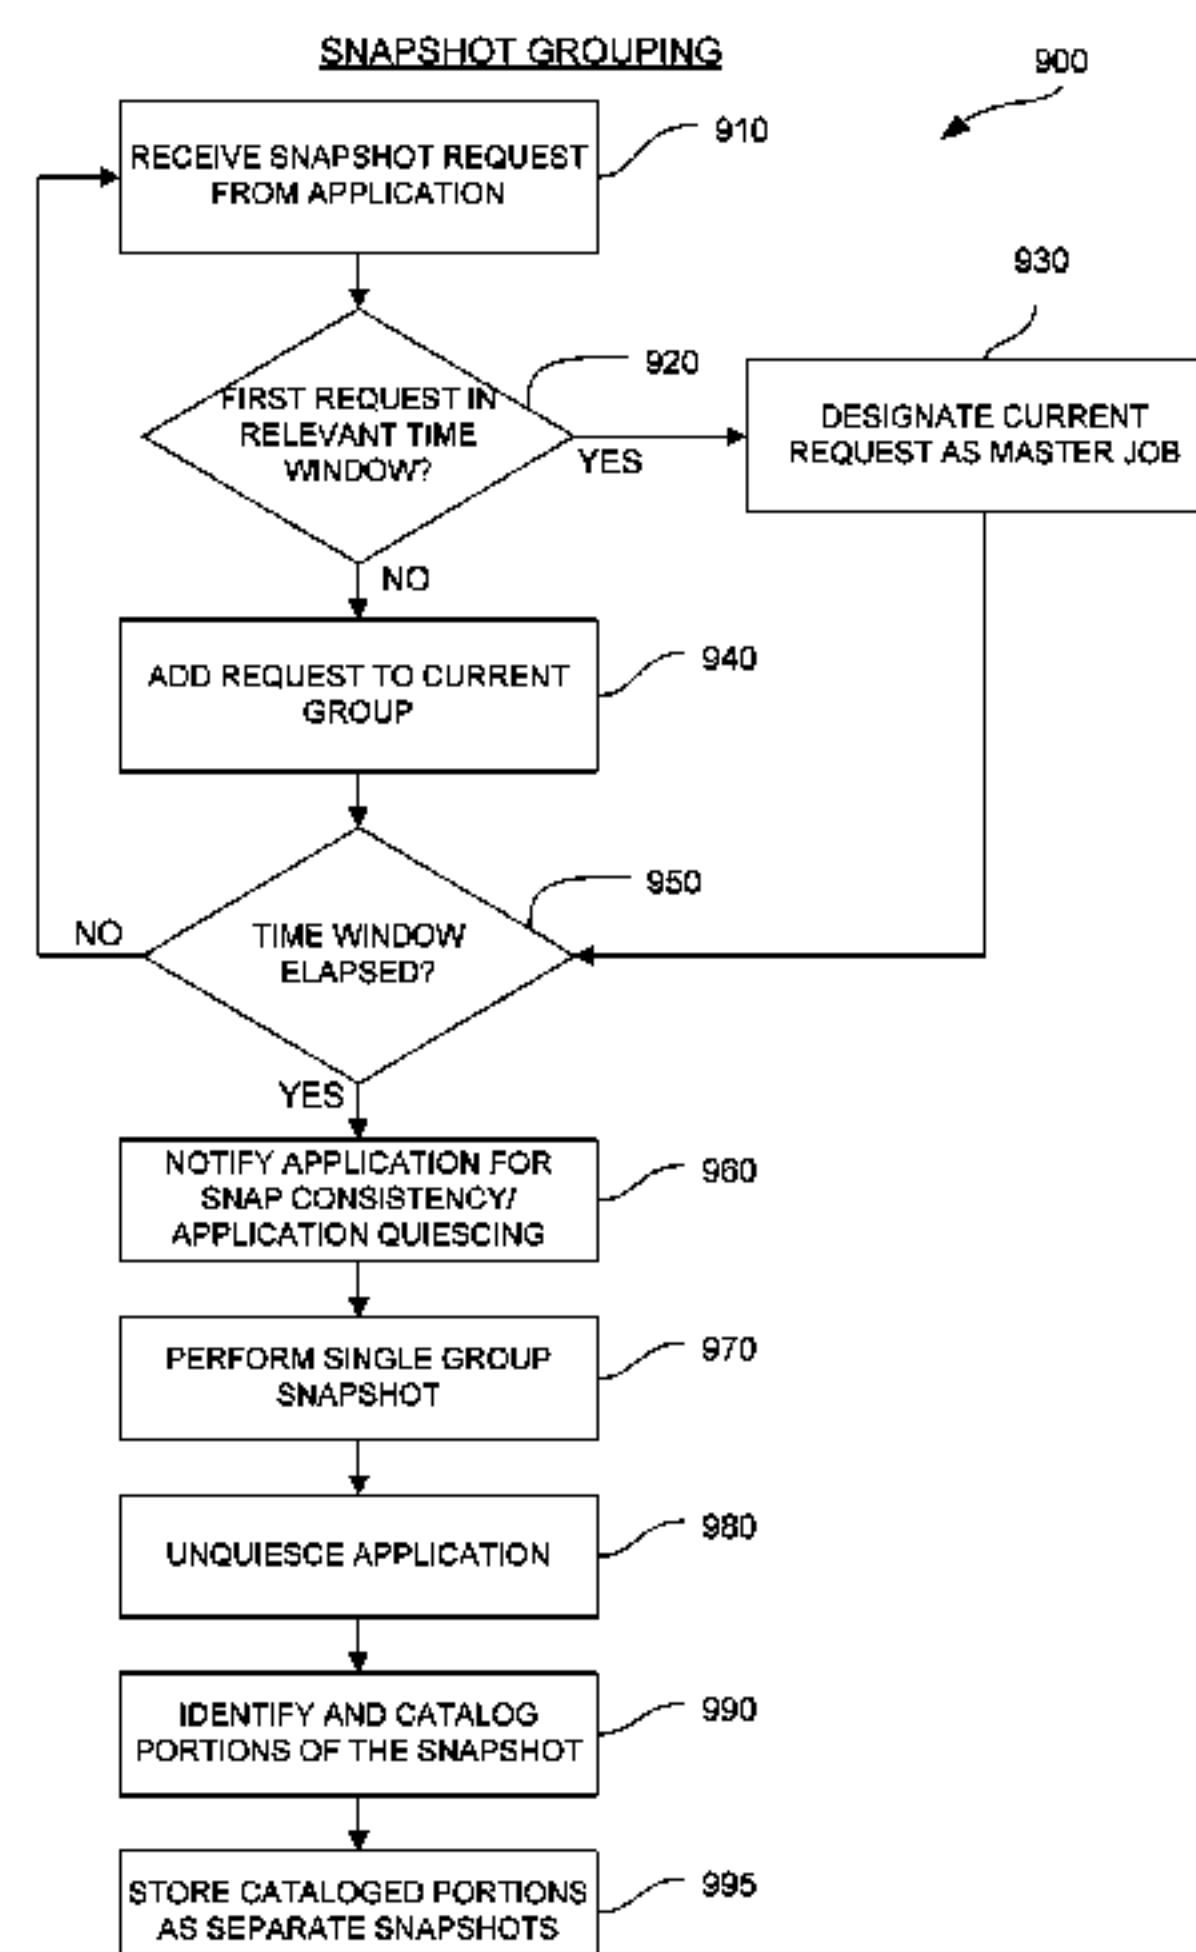 SNAPSHOT GROUPING
900
RECEIVE SNAPSHOT REQUEST
FROM APPLICATION
910
930
FIRST REQUEST IN
RELEVANT TIME
WINDOW?
920
YES
DESIGNATE CURRENT
REQUEST AS MASTER JOB
NO
ADD REQUEST TO CURRENT
GROUP
940
950
NO
TIME WINDOW
ELAPSED?
YES
NOTIFY APPLICATION FOR
SNAP CONSISTENCY/
APPLICATION QUIESCING
960
PERFORM SINGLE GROUP
SNAPSHOT
970
UNQUIESCE APPLICATION
980
IDENTIFY AND CATALOG
PORTIONS OF THE SNAPSHOT
990
STORE CATALOGED PORTIONS
AS SEPARATE SNAPSHOTS
995